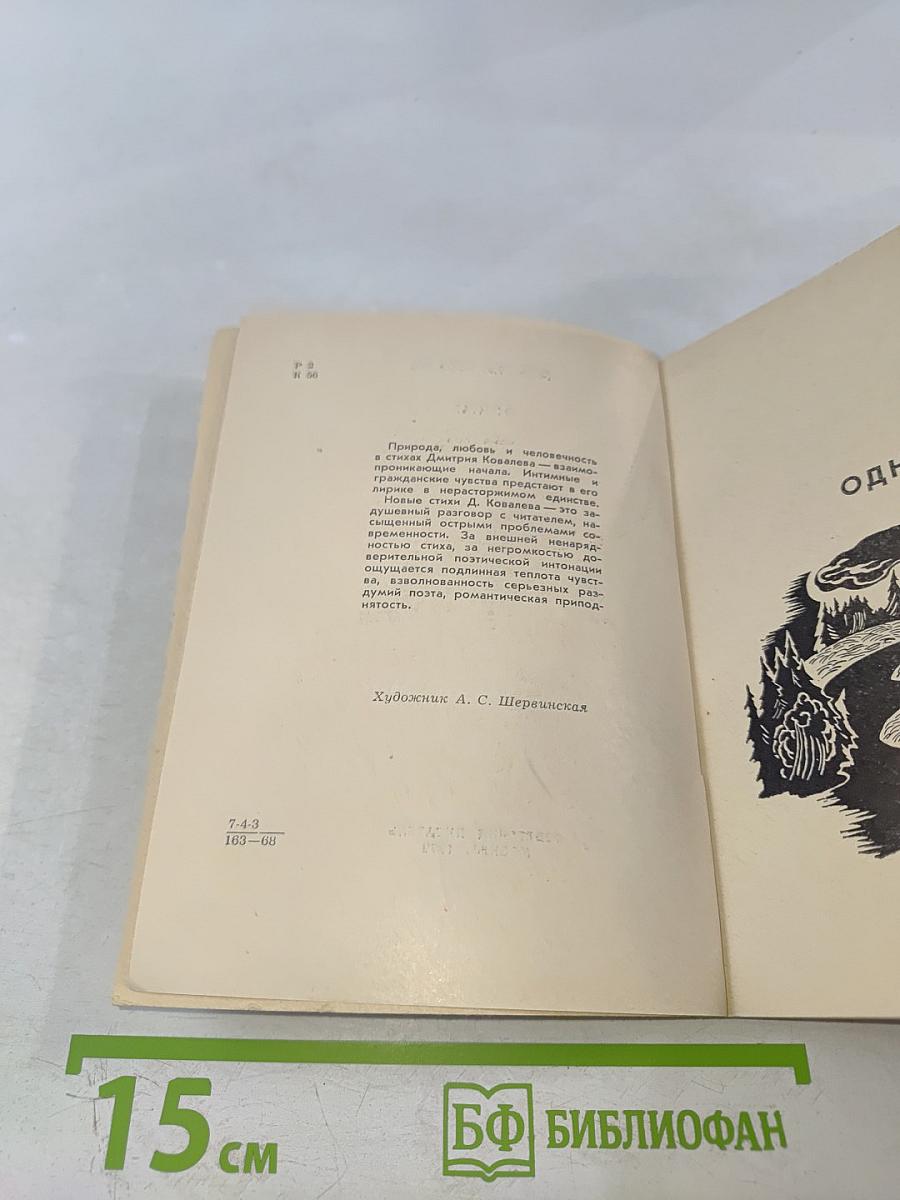 Р 2
К 56
Природа, любовь и человечность
в стихах Дмитрия Ковалева — взаимо-
проникающие начала. Интимные и
гражданские чувства предстают в его
лирике в нерасторжимом единстве.
Новые стихи Д. Ковалева — это за-
душевный разговор с читателем, на-
сыщенный острыми проблемами со-
временности. За внешней ненаряд-
ностью стиха, за негромкостью до-
верительной поэтической интонации
ощущается подлинная теплота чувст-
ва, взволнованность серьезных раз-
думий поэта, романтическая припод-
нятость.
Художник А. С. Шервинская
7-4-3
163—68
ОДН
15 см
БФ БИБЛИОФАН